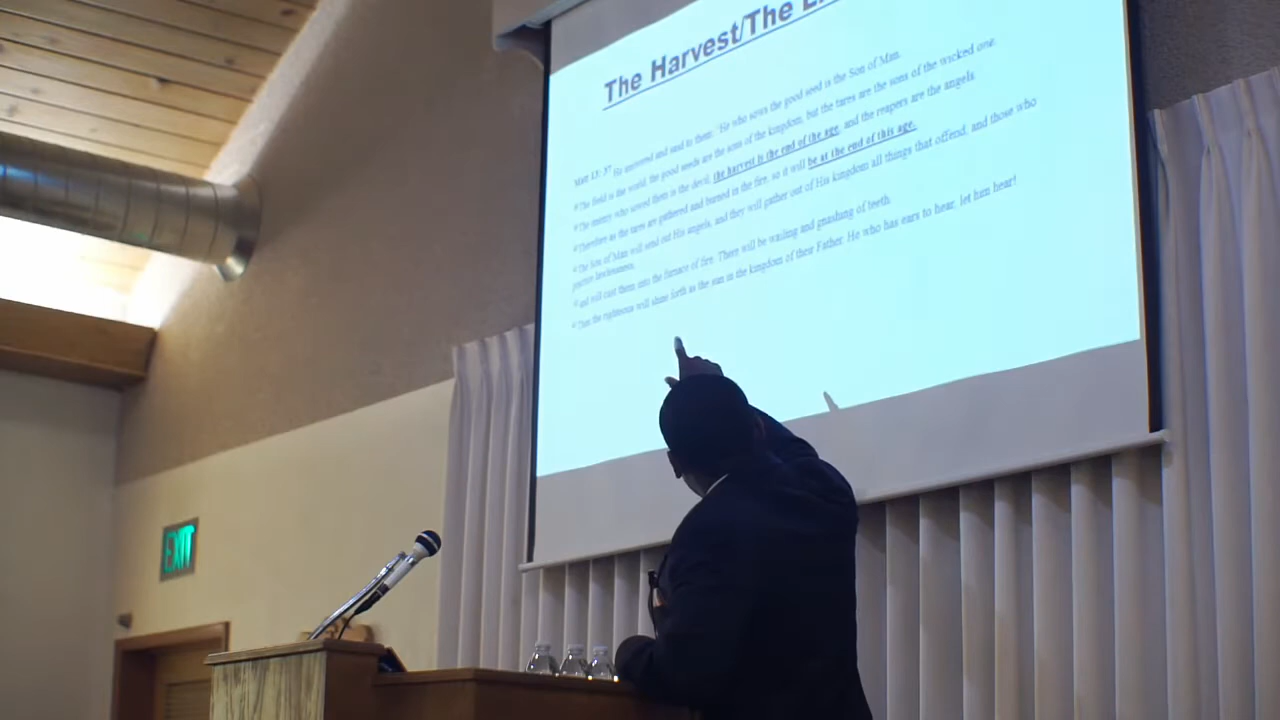 The Harvest/The
Matt 13: 37 He answered and said to them: "He who sows the good seed is the Son of Man.
38 The field is the world, the good seeds are the sons of the kingdom, but the tares are the sons of the wicked one.
39 The enemy who sowed them is the devil, the harvest is the end of the age, and the reapers are the angels.
40 Therefore as the tares are gathered and burned in the fire, so it will be at the end of this age.
41 The Son of Man will send out His angels, and they will gather out of His kingdom all things that offend, and those who
practice lawlessness,
42 and will cast them into the furnace of fire. There will be wailing and gnashing of teeth.
43 Then the righteous will shine forth as the sun in the kingdom of their Father. He who has ears to hear, let him hear!
EXIT